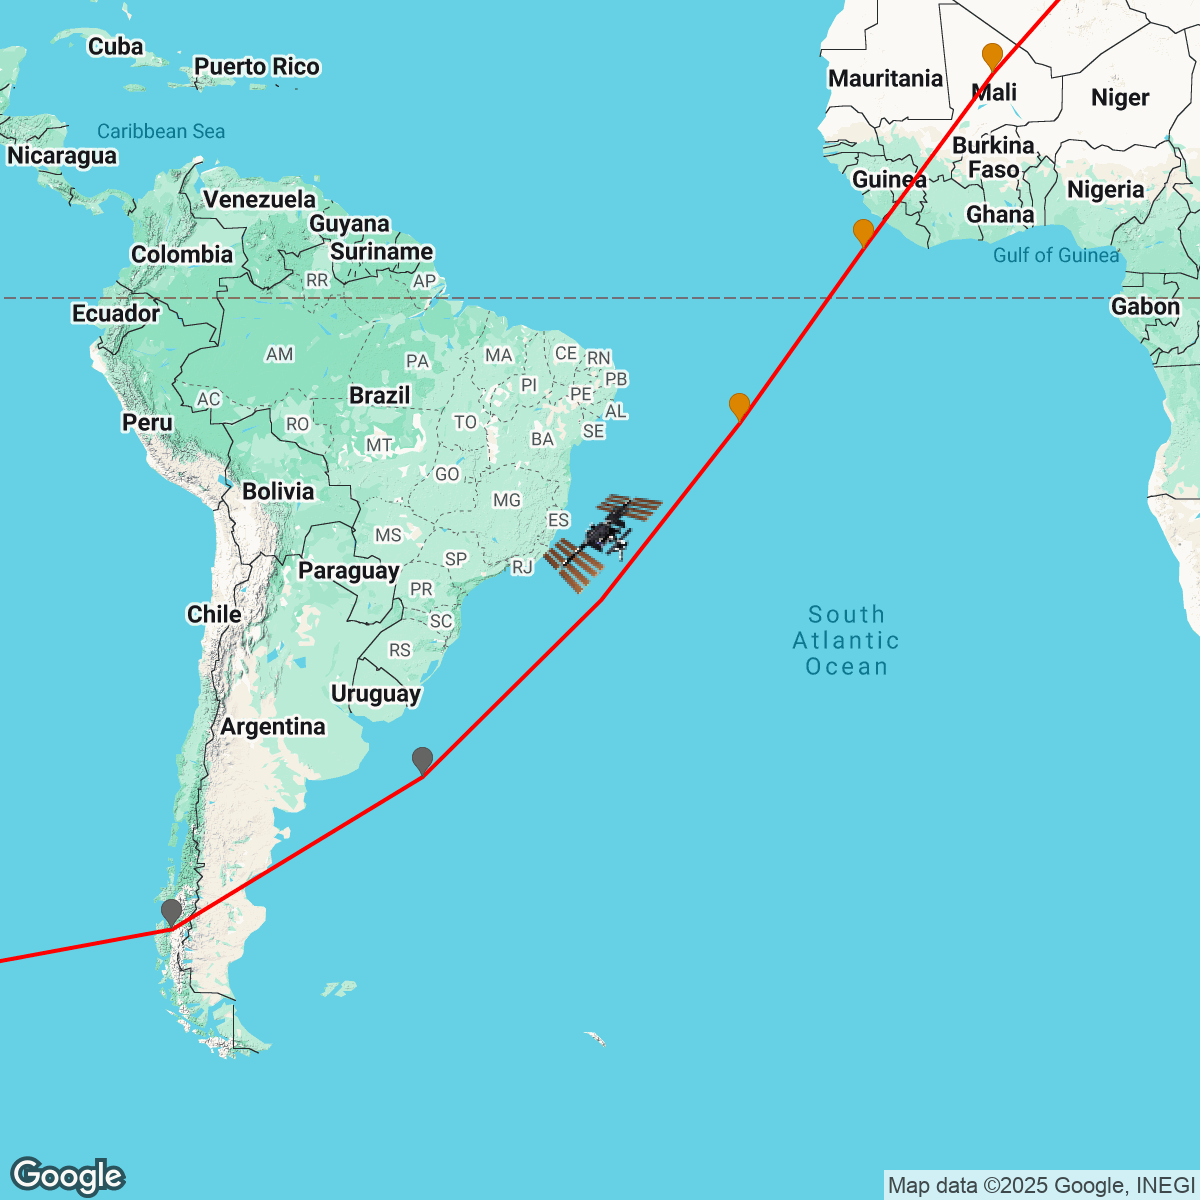 Cuba
Puerto Rico
Mauritania
Mali
Niger
Caribbean Sea
Nicaragua
Burkina
Faso
Venezuela
Guinea
Nigeria
Guyana
Ghana
Colombia
Suriname
Gulf of Guinea
RR
AP
Ecuador
Gabon
AM
PA
MA
CE
RN
PI
PB
Brazil
PE
AC
TO
AL
Peru
RO
MT
BA
SE
GO
Bolivia
MG
ES
MS
SP
RJ
Paraguay
PR
Chile
SC
South
Atlantic
Ocean
RS
Uruguay
Argentina
Google
Map data ©2025 Google, INEGI